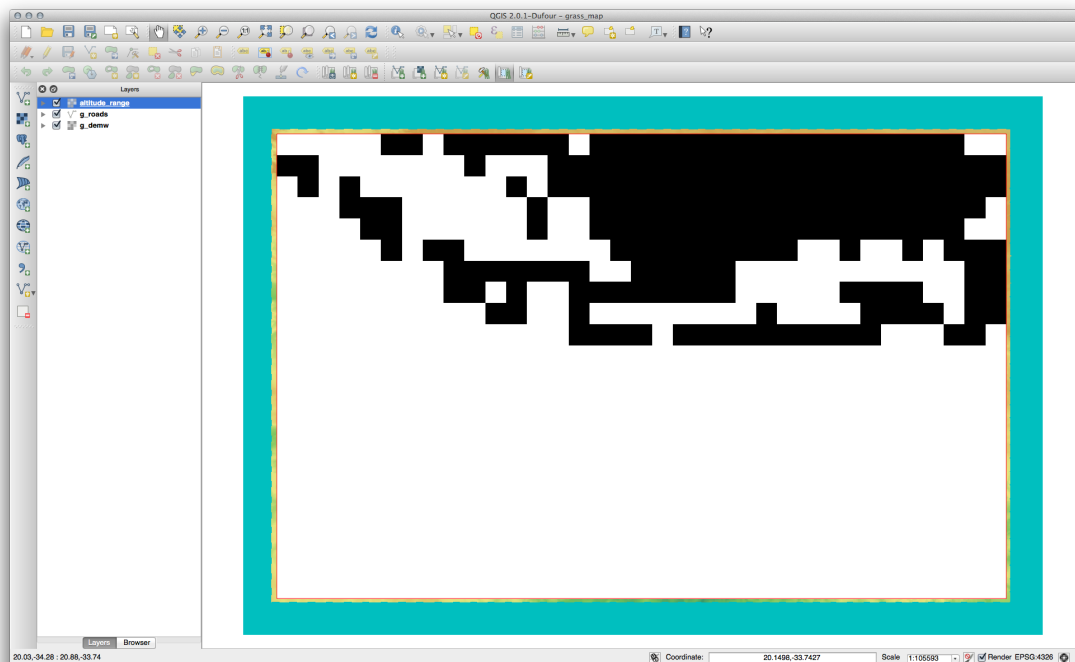 QGIS 2.0.1-Dufour - grass_map
Layers
altitude_range
g_roads
g_demw
Layers Browser
20.03,-34.28 : 20.88,-33.74 Coordinate: 20.1498,-33.7427 Scale 1:105593 Render EPSG:4326